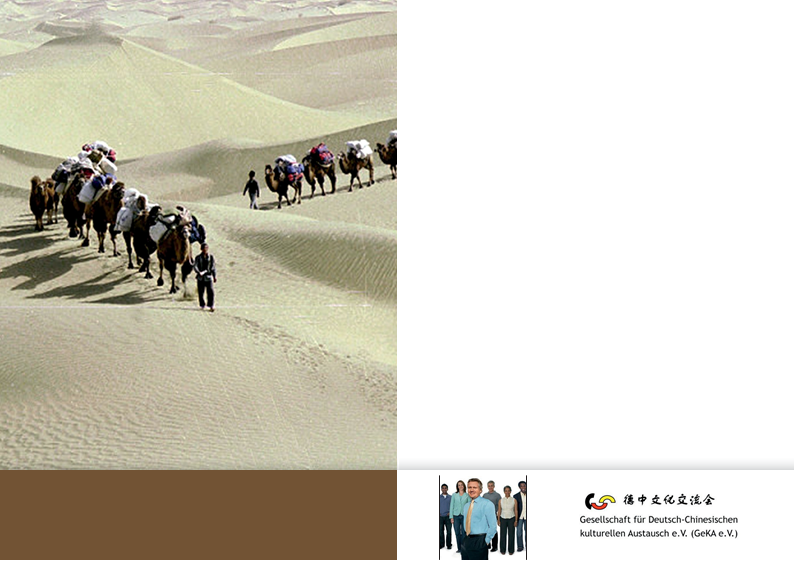 德中文化交流会
Gesellschaft für Deutsch-Chinesischen
kulturellen Austausch e.V. (GeKA e.V.)